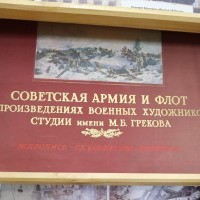 СОВЕТСКАЯ АРМИЯ И ФЛОТ
ПРОИЗВЕДЕНИЯХ ВОЕННЫХ ХУДОЖНИКО
СТУДИИ ИМЕНИ М.Б. ГРЕКОВА